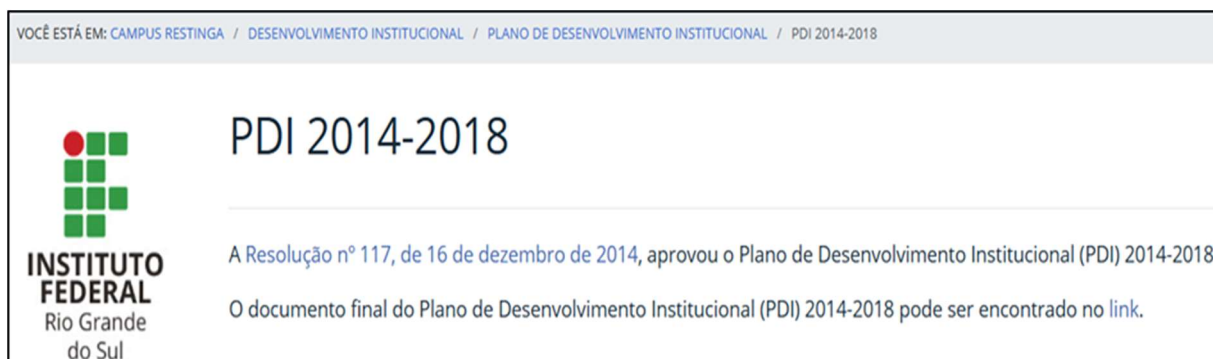 VOCÊ ESTÁ EM: CAMPUS RESTINGA / DESENVOLVIMENTO INSTITUCIONAL / PLANO DE DESENVOLVIMENTO INSTITUCIONAL / PDI 2014-2018
PDI 2014-2018
A Resolução nº 117, de 16 de dezembro de 2014, aprovou o Plano de Desenvolvimento Institucional (PDI) 2014-2018
O documento final do Plano de Desenvolvimento Institucional (PDI) 2014-2018 pode ser encontrado no link.
INSTITUTO
FEDERAL
Rio Grande
do Sul